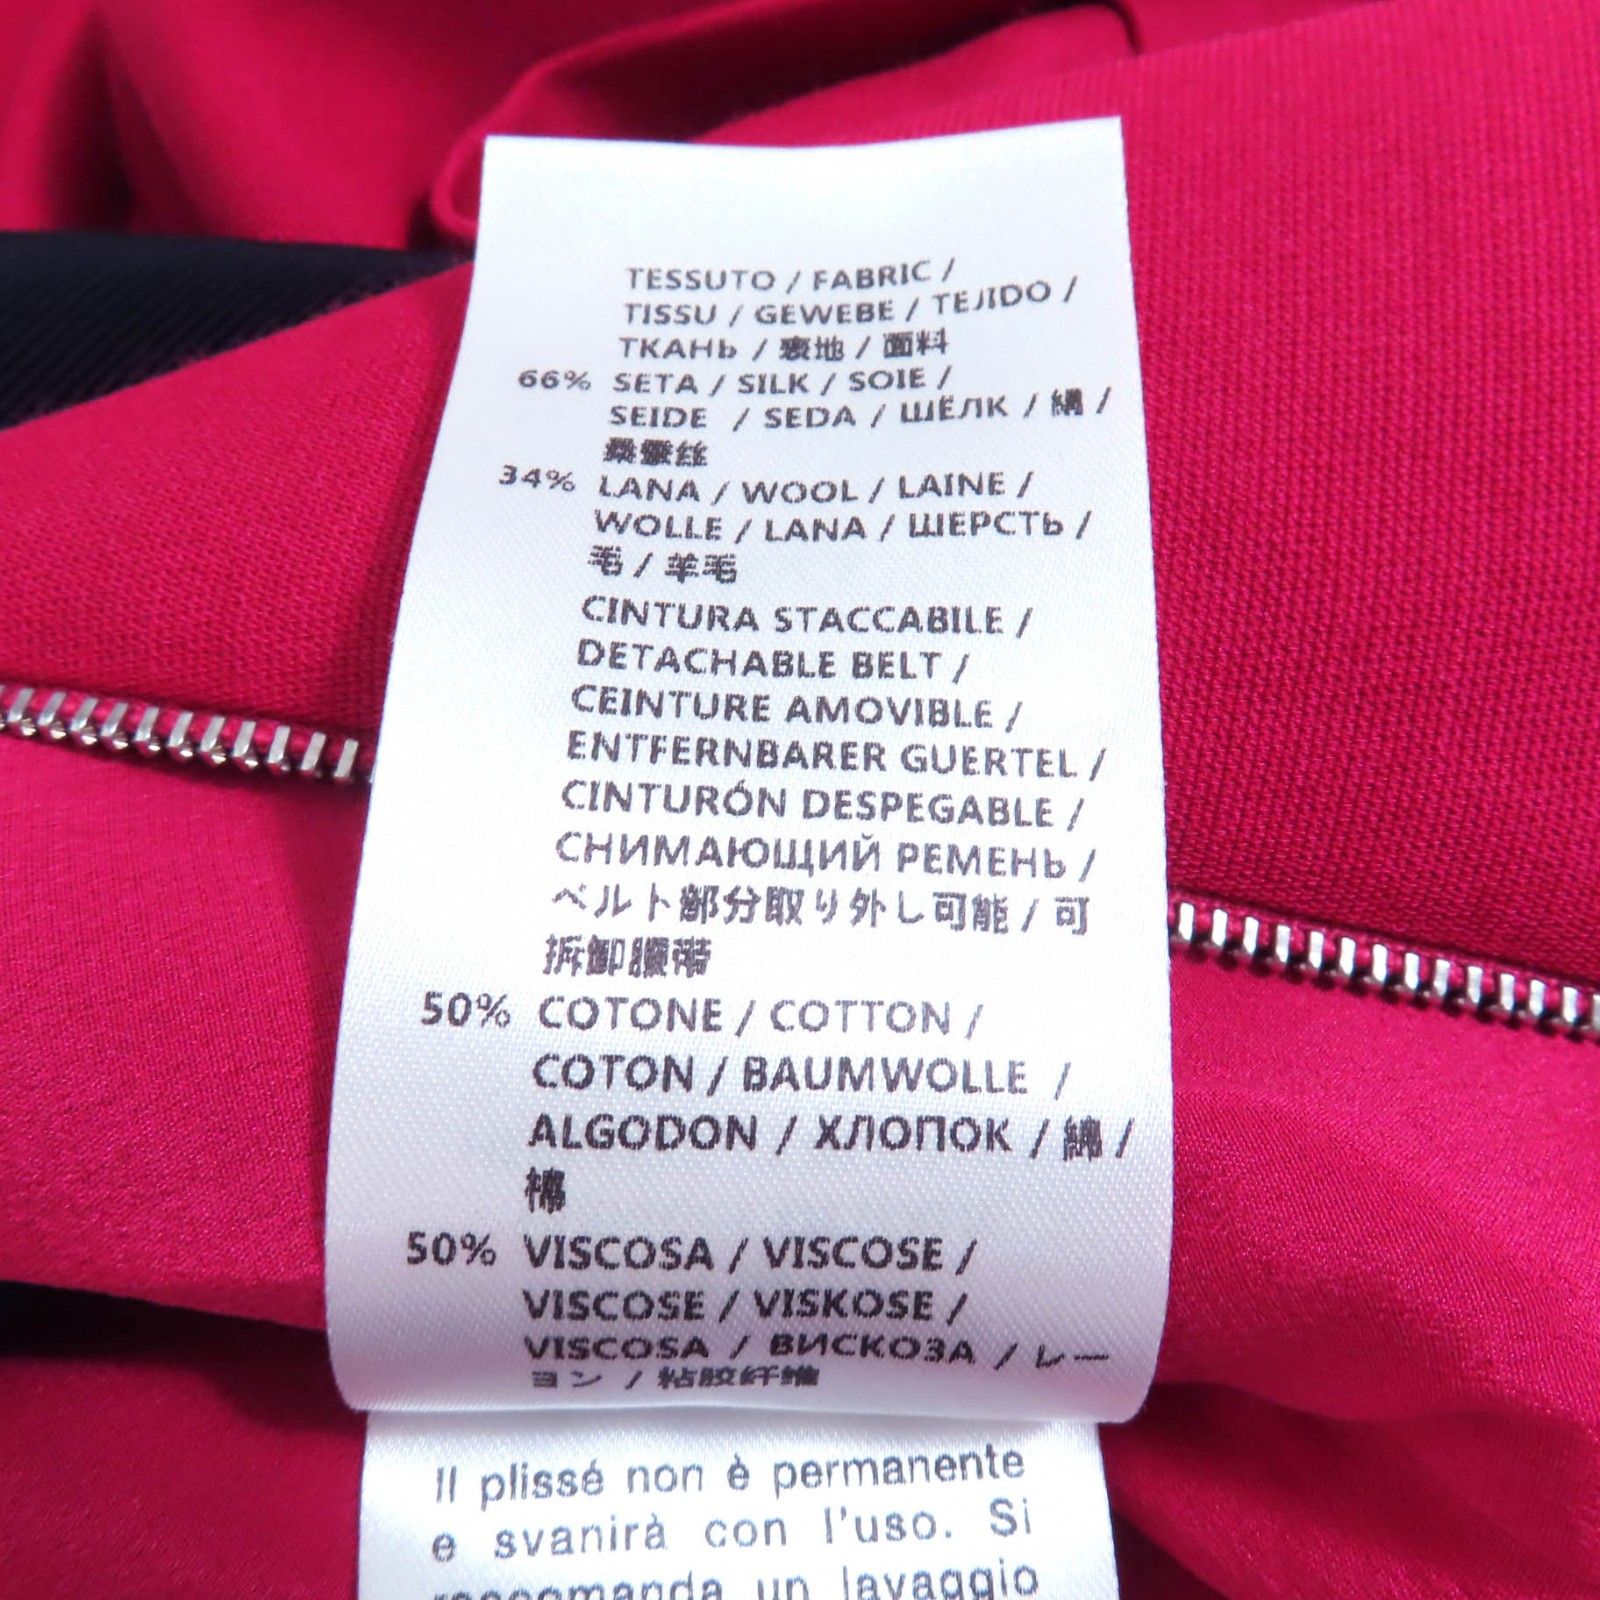 TESSUTO / FABRIC /
TISSU / GEWEBE / TEJIDO /
ТКАНЬ / 表地 / 面料
66% SETA / SILK / SOIE /
SEIDE / SEDA / ШЁЛК / 絹 /
桑蚕丝
34% LANA / WOOL / LAINE /
WOLLE / LANA / ШЕРСТЬ /
毛 / 羊毛
CINTURA STACCABILE /
DETACHABLE BELT /
CEINTURE AMOVIBLE /
ENTFERNBARER GUERTEL /
CINTURÓN DESPEGABLE /
СНИМАЮЩИЙ РЕМЕНЬ /
ベルト部分取り外し可能 / 可
拆卸腰带
50% COTONE / COTTON /
COTON / BAUMWOLLE /
ALGODON / ХЛОПОК / 綿 /
棉
50% VISCOSA / VISCOSE /
VISCOSE / VISKOSE /
VISCOSA / ВИСКОЗА / レー
ヨン / 粘胶纤维
Il plissé non è permanente
e svanirà con l'uso. Si
raccomanda un lavaggio